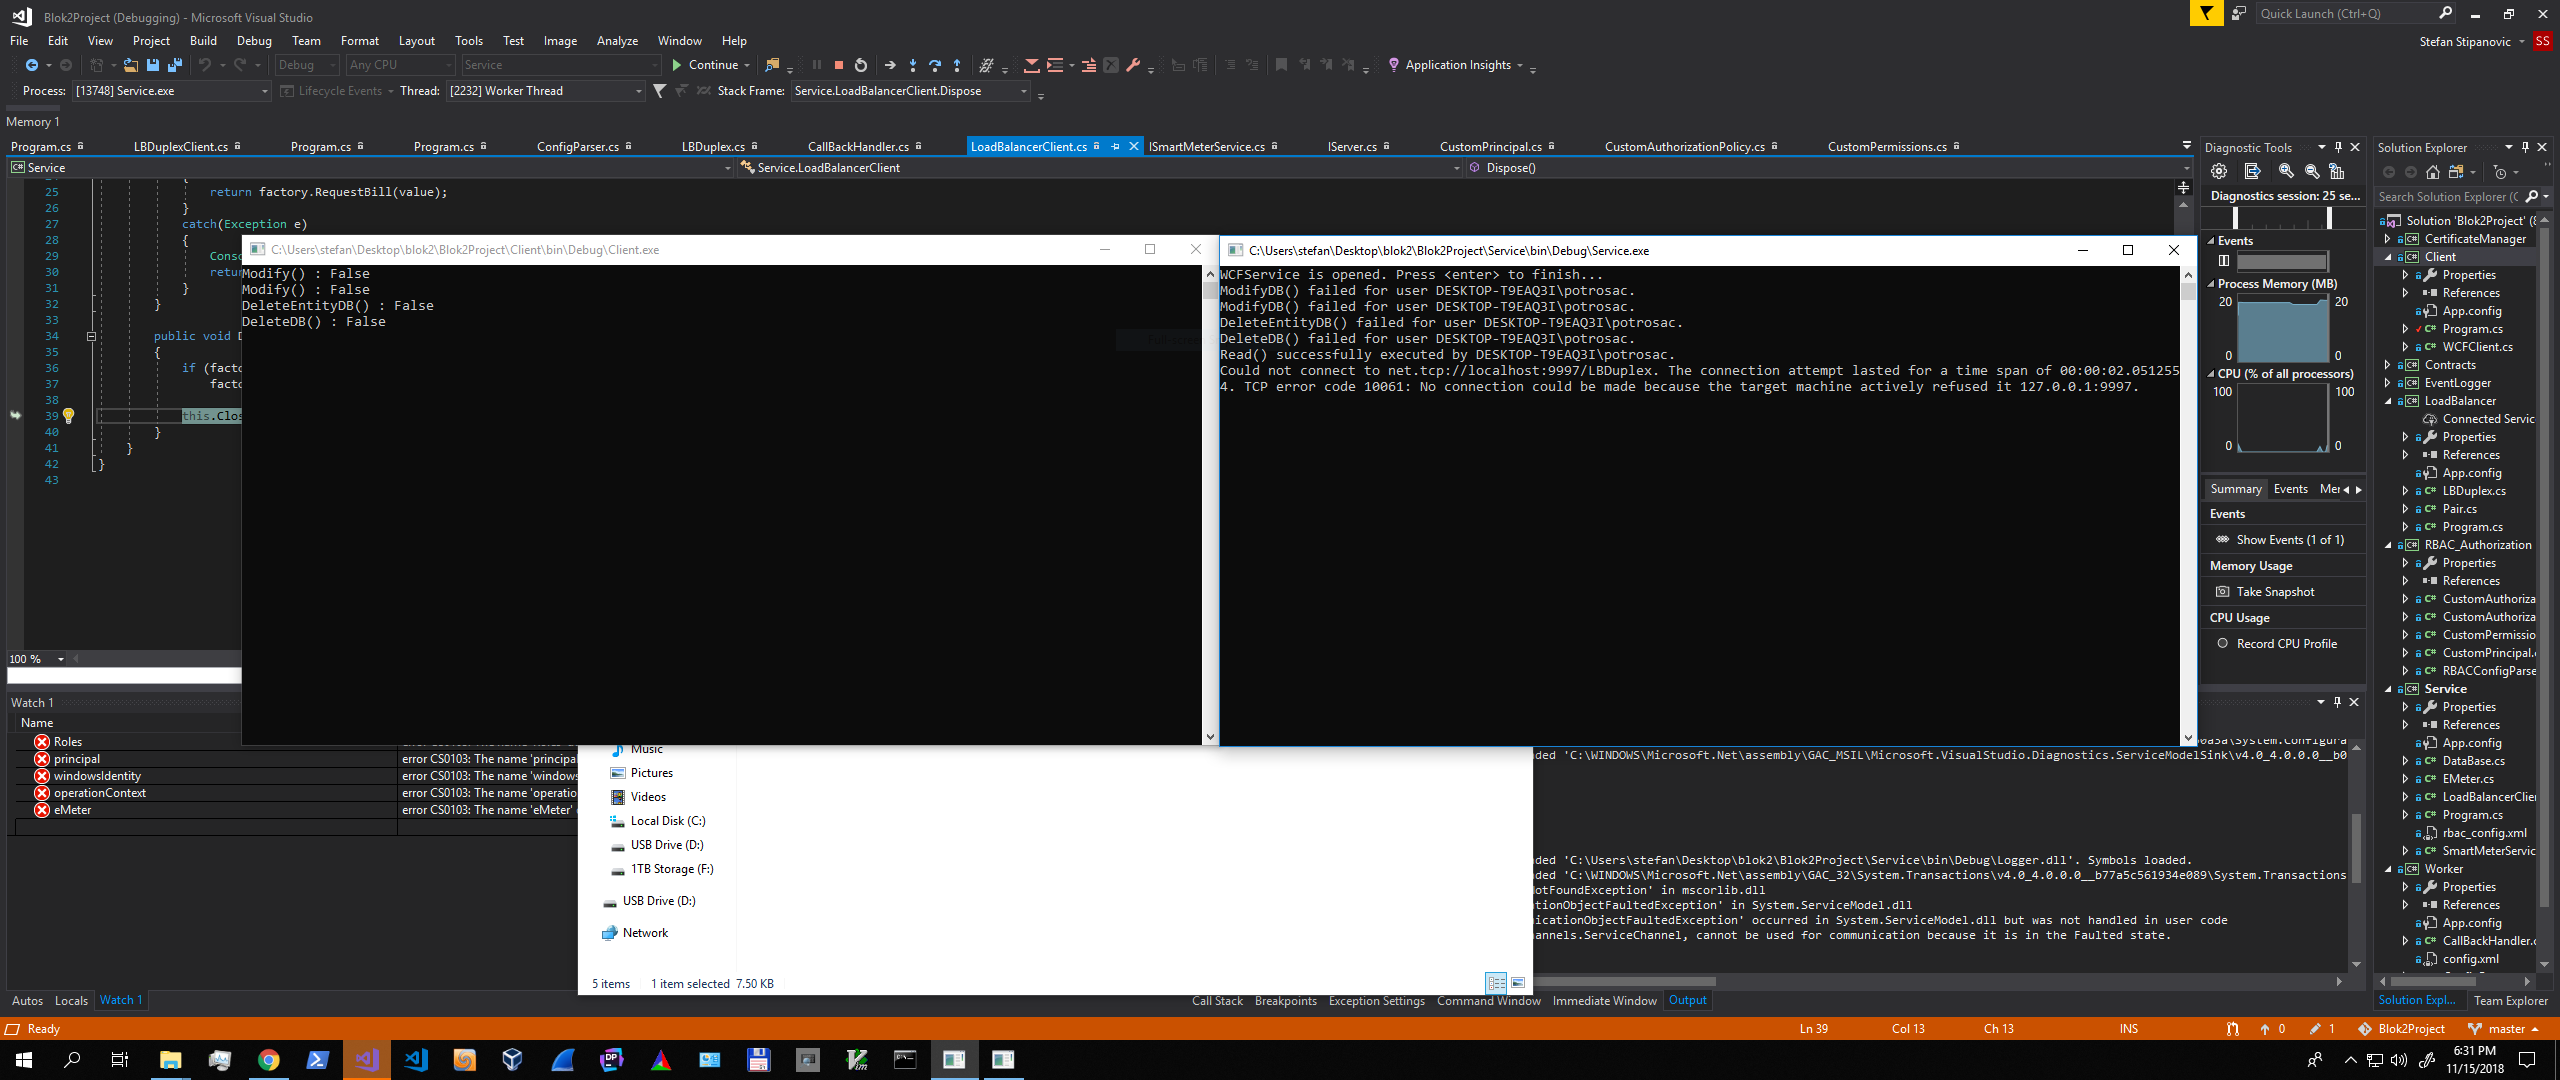 Blok2Project (Debugging) - Microsoft Visual Studio
Quick Launch (Ctrl+Q)
File Edit View Project Build Debug Team Format Layout Tools Test Image Analyze Window Help
Stefan Stipanovic SS
Debug Any CPU Service Continue Application Insights
Process: [13748] Service.exe Lifecycle Events Thread: [2232] Worker Thread Stack Frame: Service.LoadBalancerClient.Dispose
Memory 1
Program.cs LBDuplexClient.cs Program.cs Program.cs ConfigParser.cs LBDuplex.cs CallBackHandler.cs LoadBalancerClient.cs ISmartMeterService.cs IServer.cs CustomPrincipal.cs CustomAuthorizationPolicy.cs CustomPermissions.cs
Service Service.LoadBalancerClient Dispose()
{
25 return factory.RequestBill(value);
26 }
27 catch(Exception e)
28 {
29 Conso
30 retu
31 }
32 }
33
34 public void D
35 {
36 if (facto
37 facto
38
39 this.Clos
40 }
41 }
42 }
43
100 %
C:\Users\stefan\Desktop\blok2\Blok2Project\Client\bin\Debug\Client.exe
Modify() : False
Modify() : False
DeleteEntityDB() : False
DeleteDB() : False
C:\Users\stefan\Desktop\blok2\Blok2Project\Service\bin\Debug\Service.exe
WCFService is opened. Press <enter> to finish...
ModifyDB() failed for user DESKTOP-T9EAQ3I\potrosac.
ModifyDB() failed for user DESKTOP-T9EAQ3I\potrosac.
DeleteEntityDB() failed for user DESKTOP-T9EAQ3I\potrosac.
DeleteDB() failed for user DESKTOP-T9EAQ3I\potrosac.
Read() successfully executed by DESKTOP-T9EAQ3I\potrosac.
Could not connect to net.tcp://localhost:9997/LBDuplex. The connection attempt lasted for a time span of 00:00:02.051255
4. TCP error code 10061: No connection could be made because the target machine actively refused it 127.0.0.1:9997.
Diagnostic Tools
Diagnostics session: 25 se...
Events
Process Memory (MB)
20 20
0 0
CPU (% of all processors)
100 100
0 0
Summary Events Mer
Events
Show Events (1 of 1)
Memory Usage
Take Snapshot
CPU Usage
Record CPU Profile
Solution Explorer
Search Solution Explorer (C
Solution 'Blok2Project' (8
CertificateManager
Client
Properties
References
App.config
Program.cs
WCFClient.cs
Contracts
EventLogger
LoadBalancer
Connected Servic
Properties
References
App.config
LBDuplex.cs
Pair.cs
Program.cs
RBAC_Authorization
Properties
References
CustomAuthoriza
CustomAuthoriza
CustomPermissio
CustomPrincipal.c
RBACConfigParse
Service
Properties
References
App.config
DataBase.cs
EMeter.cs
LoadBalancerClier
Program.cs
rbac_config.xml
SmartMeterServic
Worker
Properties
References
App.config
CallBackHandler.c
config.xml
Watch 1
Name
Roles
principal error CS0103: The name 'principal
windowsIdentity error CS0103: The name 'windows
operationContext error CS0103: The name 'operatio
eMeter error CS0103: The name 'eMeter'
Music
Pictures
Videos
Local Disk (C:)
USB Drive (D:)
1TB Storage (F:)
USB Drive (D:)
Network
5 items 1 item selected 7.50 KB
ded 'C:\WINDOWS\Microsoft.Net\assembly\GAC_MSIL\Microsoft.VisualStudio.Diagnostics.ServiceModelSink\v4.0_4.0.0.0__b0
ded 'C:\Users\stefan\Desktop\blok2\Blok2Project\Service\bin\Debug\Logger.dll'. Symbols loaded.
ded 'C:\WINDOWS\Microsoft.Net\assembly\GAC_32\System.Transactions\v4.0_4.0.0.0__b77a5c561934e089\System.Transactions
NotFoundException' in mscorlib.dll
tionObjectFaultedException' in System.ServiceModel.dll
nicationObjectFaultedException' occurred in System.ServiceModel.dll but was not handled in user code
annels.ServiceChannel, cannot be used for communication because it is in the Faulted state.
Autos Locals Watch 1
Call Stack Breakpoints Exception Settings Command Window Immediate Window Output
Solution Expl... Team Explorer
Ready Ln 39 Col 13 Ch 13 INS 0 1 Blok2Project master
6:31 PM
11/15/2018